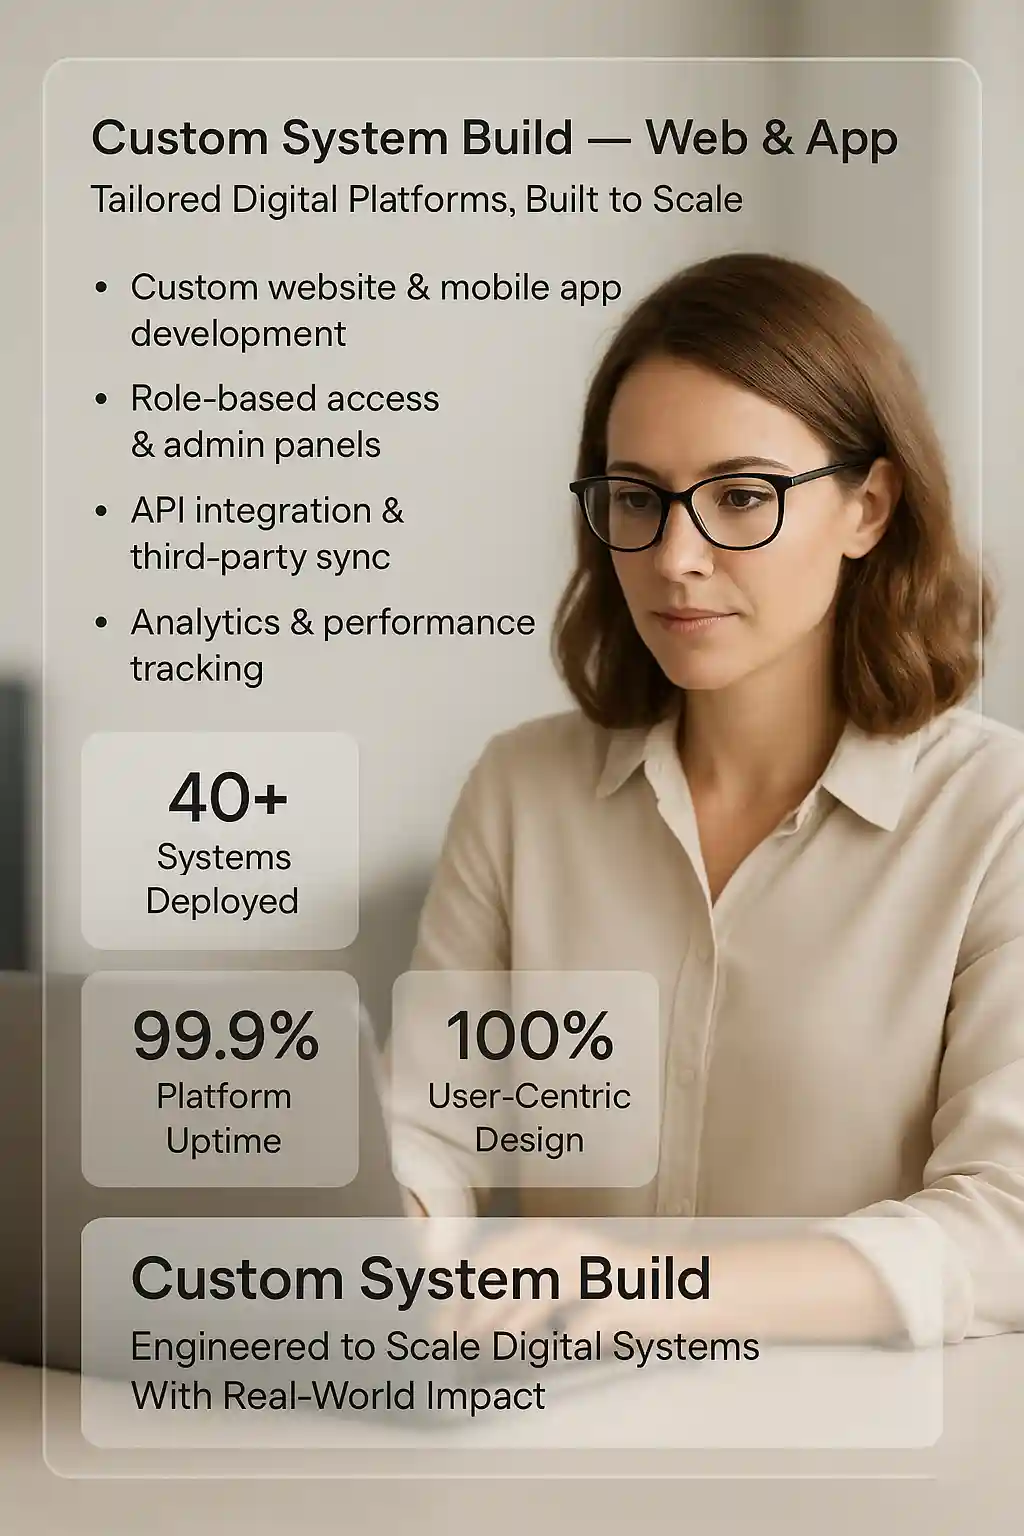 Custom System Build — Web & App
Tailored Digital Platforms, Built to Scale
• Custom website & mobile app
development
• Role-based access
& admin panels
• API integration &
third-party sync
• Analytics & performance
tracking
40+
Systems
Deployed
99.9%
Platform
Uptime
100%
User-Centric
Design
Custom System Build
Engineered to Scale Digital Systems
With Real-World Impact